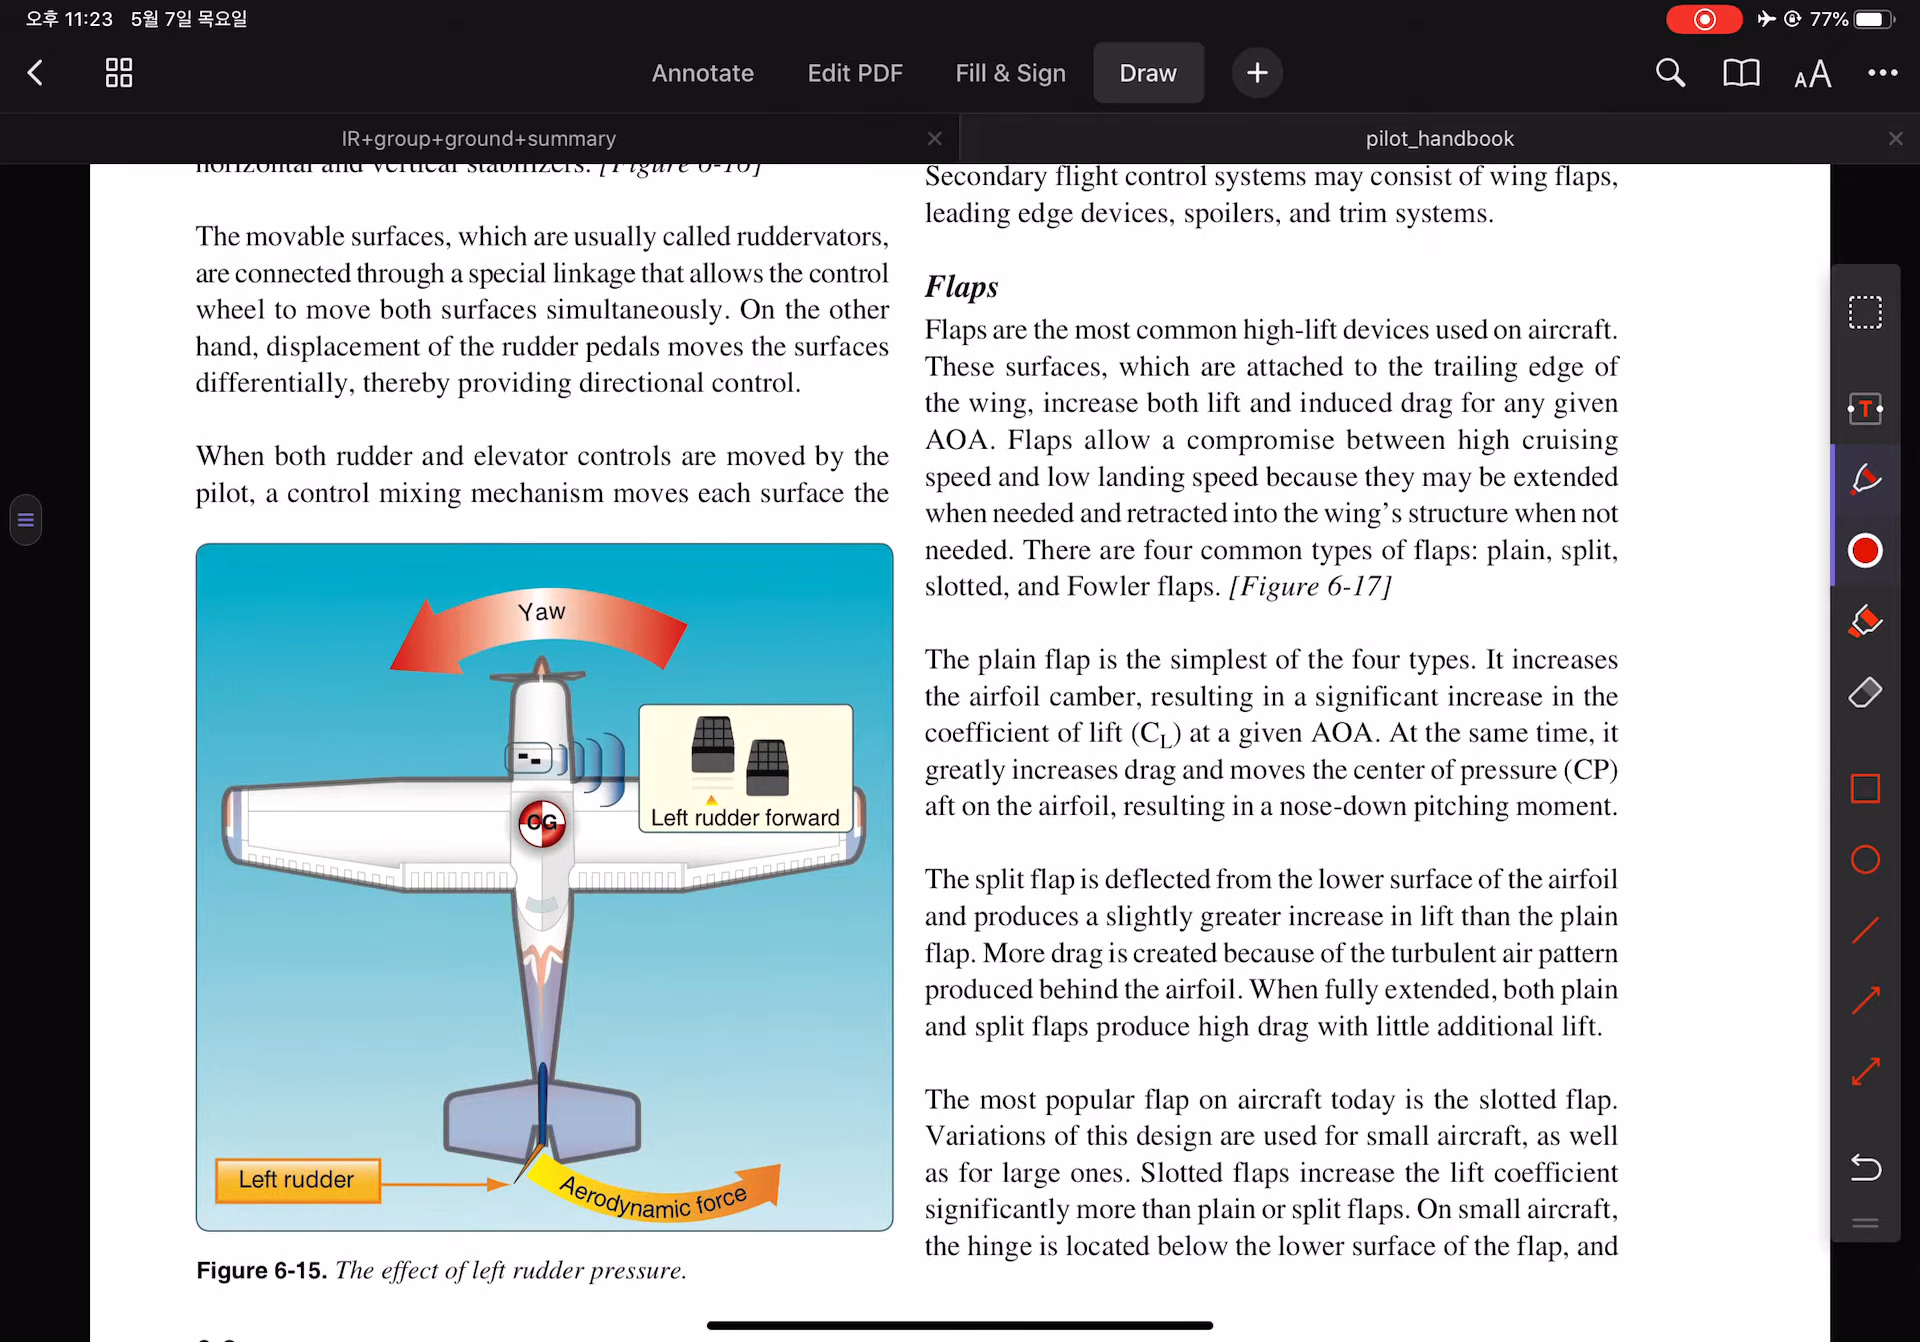 오후 11:23 5월 7일 목요일
77%
Annotate
Edit PDF
Fill & Sign
Draw
AA
IR+group+ground+summary
pilot_handbook
horizontal and vertical stabilizers. [Figure 6-16]
The movable surfaces, which are usually called ruddervators,
are connected through a special linkage that allows the control
wheel to move both surfaces simultaneously. On the other
hand, displacement of the rudder pedals moves the surfaces
differentially, thereby providing directional control.
When both rudder and elevator controls are moved by the
pilot, a control mixing mechanism moves each surface the
Yaw
CG
Left rudder forward
Left rudder
Aerodynamic force
Figure 6-15. The effect of left rudder pressure.
Secondary flight control systems may consist of wing flaps,
leading edge devices, spoilers, and trim systems.
Flaps
Flaps are the most common high-lift devices used on aircraft.
These surfaces, which are attached to the trailing edge of
the wing, increase both lift and induced drag for any given
AOA. Flaps allow a compromise between high cruising
speed and low landing speed because they may be extended
when needed and retracted into the wing's structure when not
needed. There are four common types of flaps: plain, split,
slotted, and Fowler flaps. [Figure 6-17]
The plain flap is the simplest of the four types. It increases
the airfoil camber, resulting in a significant increase in the
coefficient of lift (CL) at a given AOA. At the same time, it
greatly increases drag and moves the center of pressure (CP)
aft on the airfoil, resulting in a nose-down pitching moment.
The split flap is deflected from the lower surface of the airfoil
and produces a slightly greater increase in lift than the plain
flap. More drag is created because of the turbulent air pattern
produced behind the airfoil. When fully extended, both plain
and split flaps produce high drag with little additional lift.
The most popular flap on aircraft today is the slotted flap.
Variations of this design are used for small aircraft, as well
as for large ones. Slotted flaps increase the lift coefficient
significantly more than plain or split flaps. On small aircraft,
the hinge is located below the lower surface of the flap, and
T